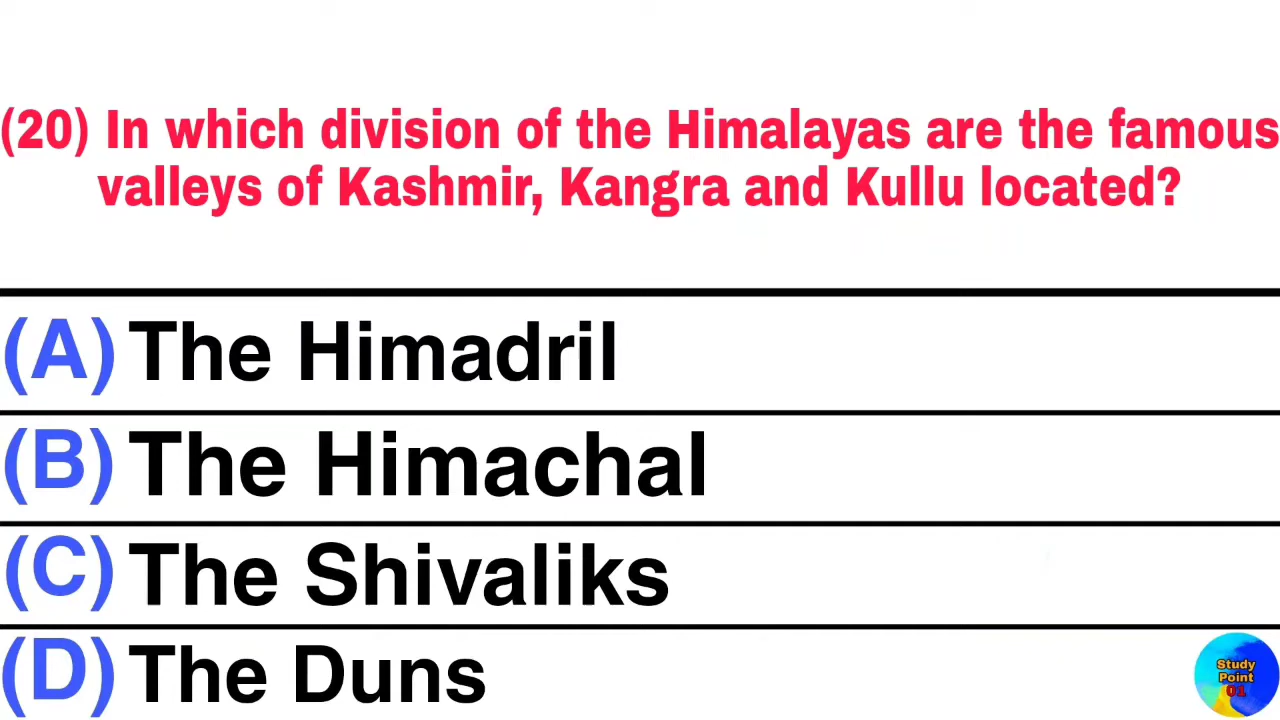 (20) In which division of the Himalayas are the famous
valleys of Kashmir, Kangra and Kullu located?
(A) The Himadril
(B) The Himachal
(C) The Shivaliks
(D) The Duns
Study
Point
01